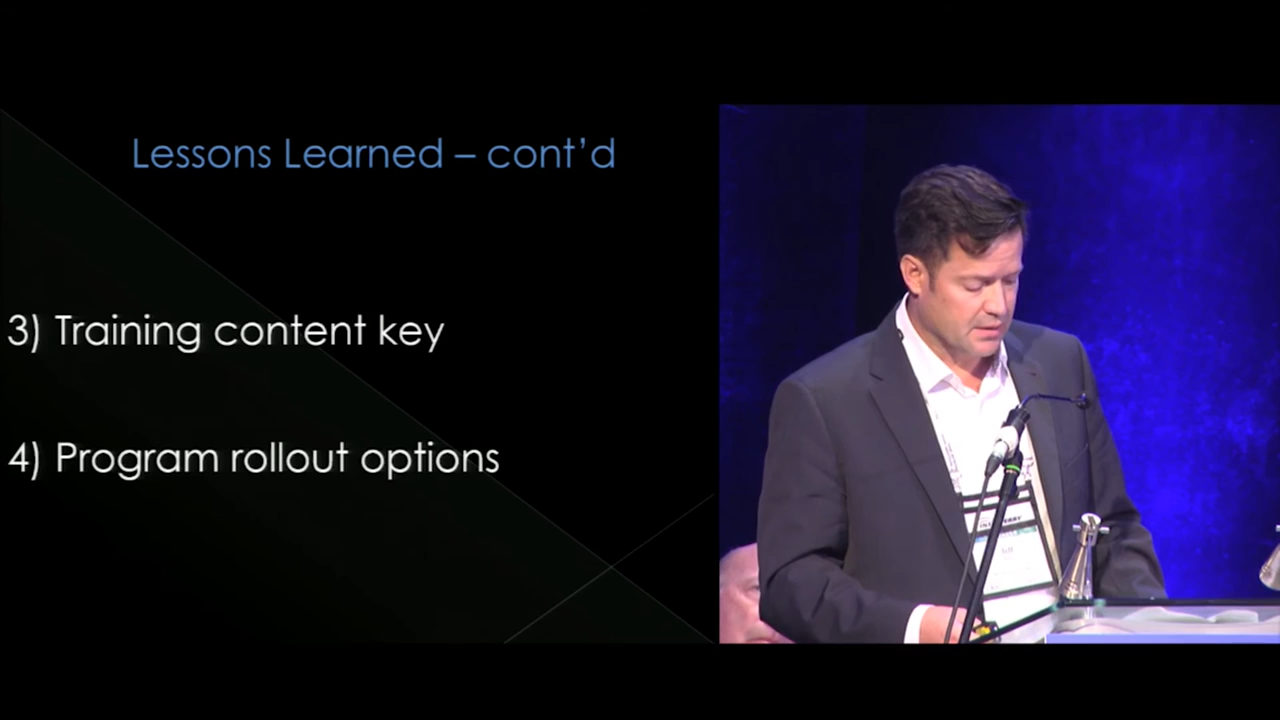 Lessons Learned – cont’d
3) Training content key
4) Program rollout options